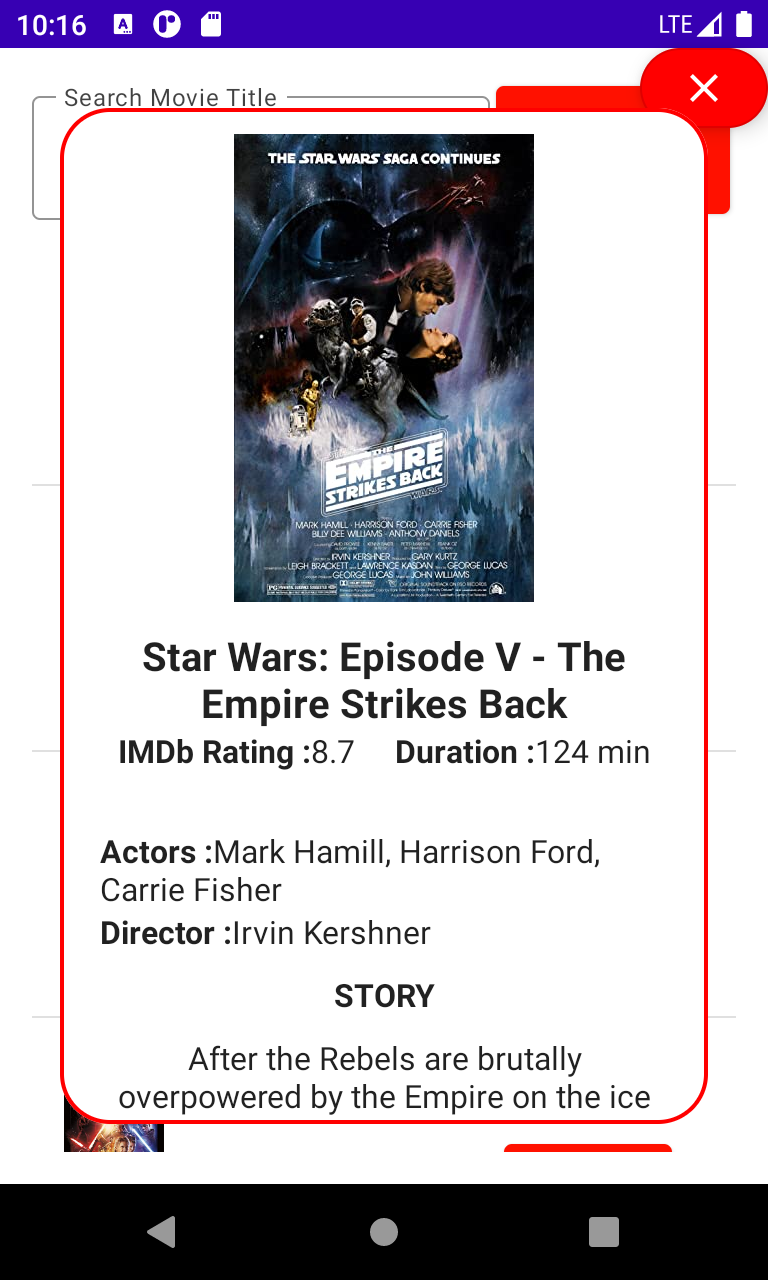 10:16
LTE
Search Movie Title
THE STAR WARS SAGA CONTINUES
THE
EMPIRE
STRIKES BACK
WARS
MARK HAMILL · HARRISON FORD · CARRIE FISHER
BILLY DEE WILLIAMS · ANTHONY DANIELS
IRVIN KERSHNER GARY KURTZ
LEIGH BRACKETT LAWRENCE KASDAN GEORGE LUCAS
GEORGE LUCAS JOHN WILLIAMS
PG
Star Wars: Episode V - The
Empire Strikes Back
IMDb Rating :8.7 Duration :124 min
Actors :Mark Hamill, Harrison Ford,
Carrie Fisher
Director :Irvin Kershner
STORY
After the Rebels are brutally
overpowered by the Empire on the ice